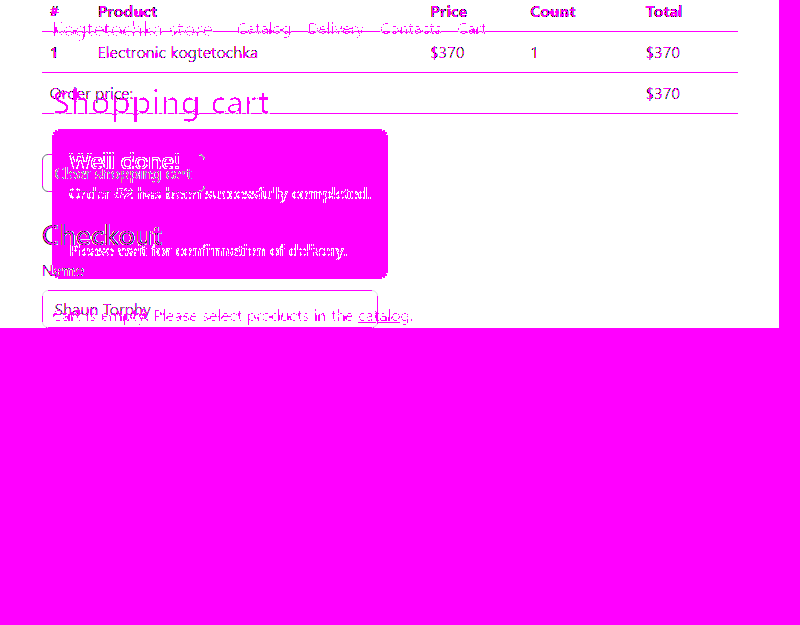 # Product Price Count Total
Kogtetochka store Catalog Delivery Contacts Cart
1 Electronic kogtetochka $370 1 $370
Order price: $370
Shopping cart
Well done!
Clear shopping cart
Order #2 has been successfully completed.
Checkout
Please wait for confirmation of delivery.
Name:
Shaun Torphy
Cart is empty. Please select products in the catalog.